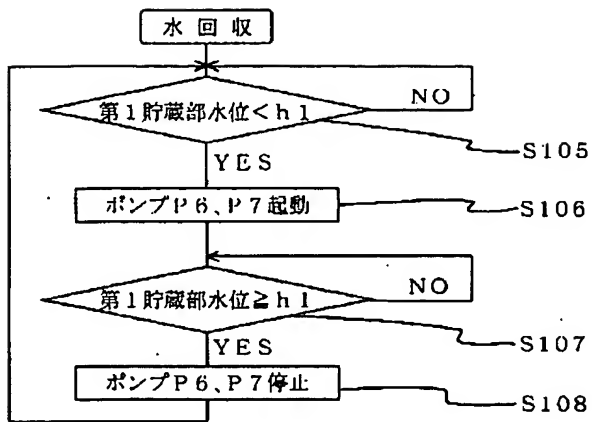 水回収
第1貯蔵部水位<h1
NO
S105
YES
ポンプP6、P7起動
S106
第1貯蔵部水位≧h1
NO
S107
YES
ポンプP6、P7停止
S108